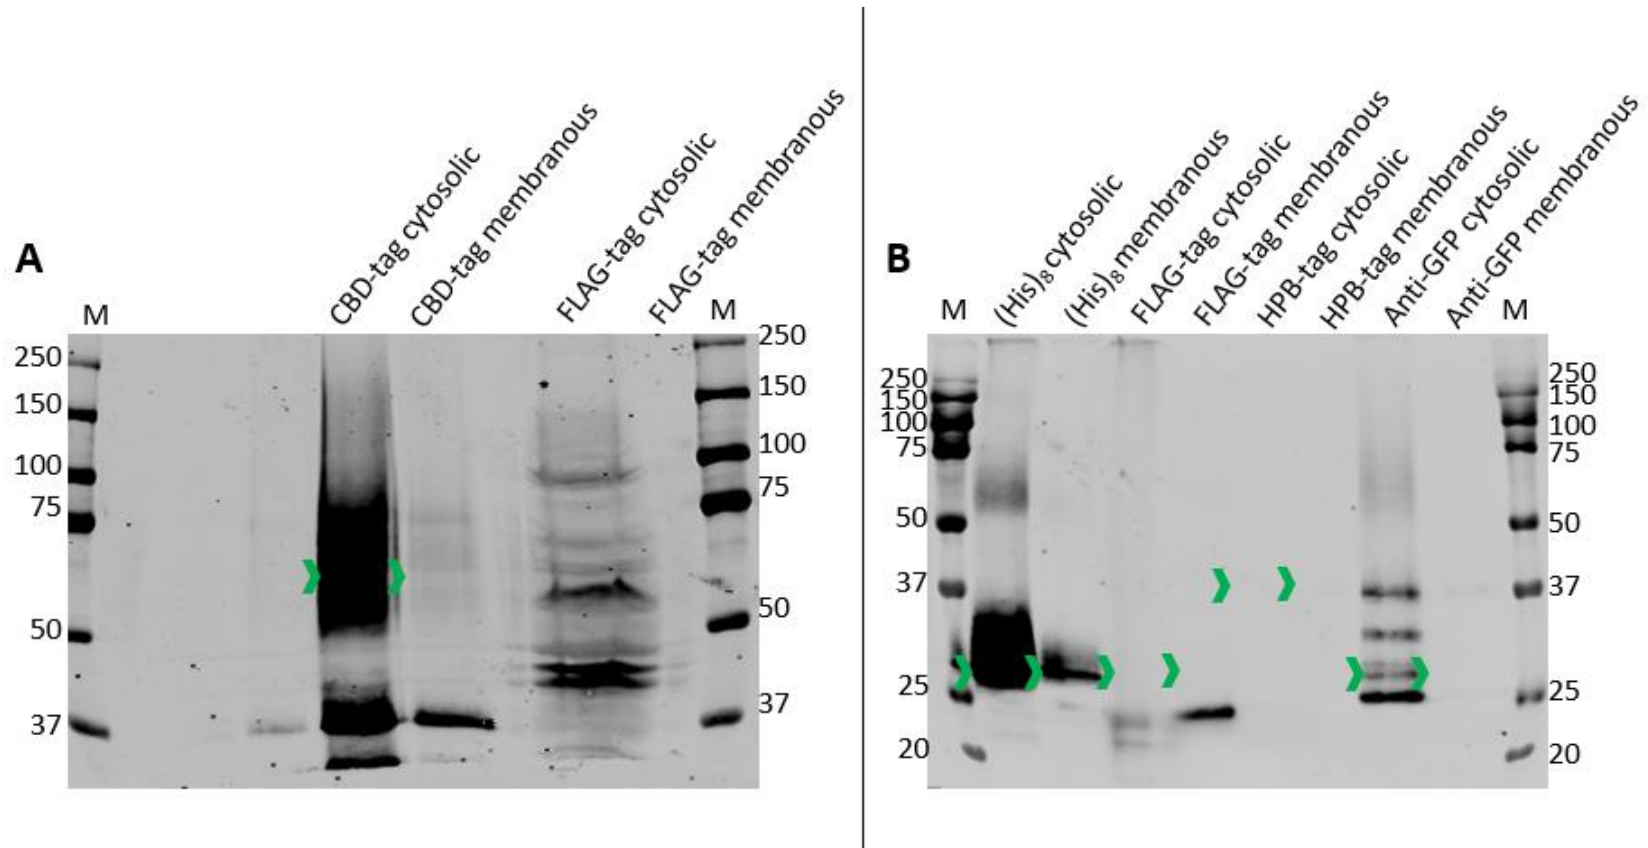 A
M
CBD-tag cytosolic
CBD-tag membranous
FLAG-tag cytosolic
FLAG-tag membranous
M
250
150
100
75
50
37
250
150
100
75
50
37
B
M
(His)8 cytosolic
(His)8 membranous
FLAG-tag cytosolic
FLAG-tag membranous
HPB-tag cytosolic
HPB-tag membranous
Anti-GFP cytosolic
Anti-GFP membranous
M
250
150
100
75
50
37
25
20
250
150
100
75
50
37
25
20